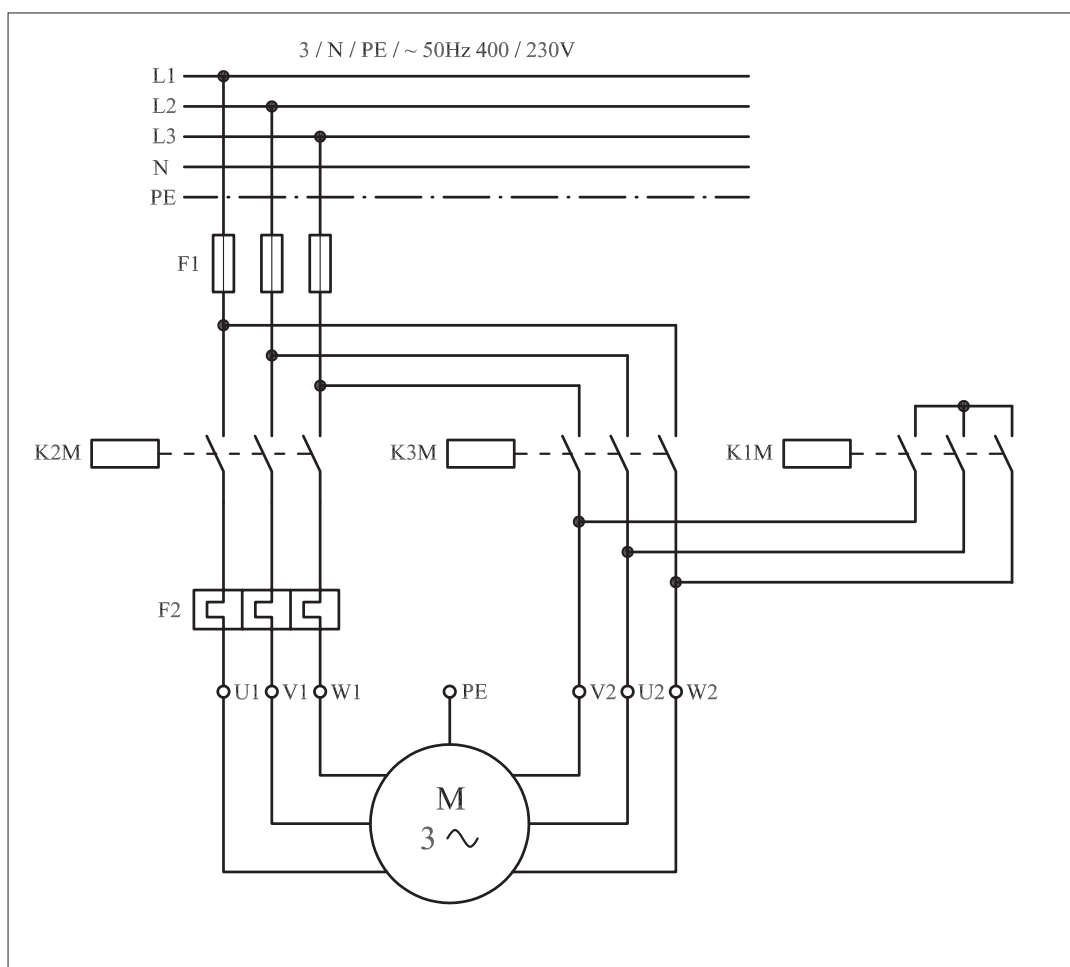 3 / N / PE / ~ 50Hz 400 / 230V
L1
L2
L3
N
PE
F1
K2M
K3M
K1M
F2
U1 V1 W1 PE V2 U2 W2
M
3 ~